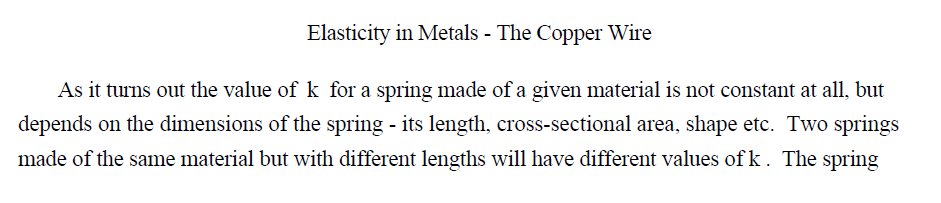 Elasticity in Metals - The Copper Wire
As it turns out the value of k for a spring made of a given material is not constant at all, but
depends on the dimensions of the spring - its length, cross-sectional area, shape etc. Two springs
made of the same material but with different lengths will have different values of k . The spring